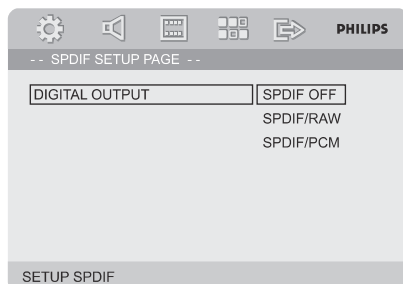 PHILIPS
-- SPDIF SETUP PAGE --
DIGITAL OUTPUT SPDIF OFF
SPDIF/RAW
SPDIF/PCM
SETUP SPDIF